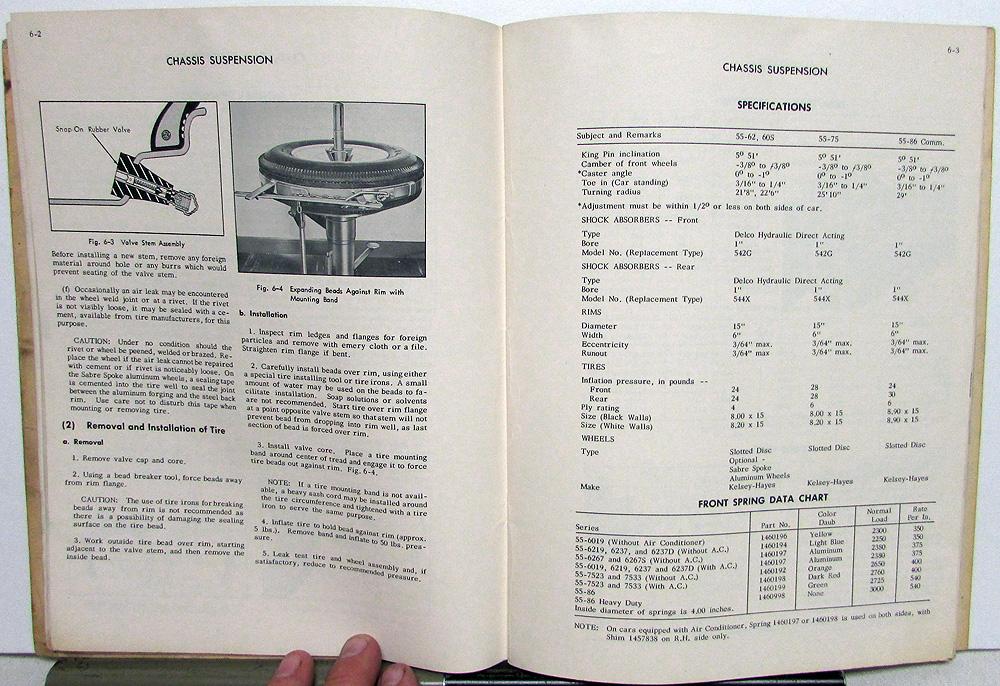 6-2
CHASSIS SUSPENSION
Snap-On Rubber Valve
Fig. 6-3 Valve Stem Assembly
Before installing a new stem, remove any foreign
material around hole or any burrs which would
prevent seating of the valve stem.
(f) Occasionally an air leak may be encountered
in the wheel weld joint or at a rivet. If the rivet
is not visibly loose, it may be sealed with a ce-
ment, available from tire manufacturers, for this
purpose.
CAUTION: Under no condition should the
rivet or wheel be peened, welded or brazed. Re-
place the wheel if the air leak cannot be repaired
with cement or if rivet is noticeably loose. On
the Sabre Spoke aluminum wheels, a sealing tape
is cemented into the tire well to seal the joint
between the aluminum forging and the steel back
rim. Use care not to disturb this tape when
mounting or removing tire.
(2) Removal and Installation of Tire
a. Removal
1. Remove valve cap and core.
2. Using a bead breaker tool, force beads away
from rim flange.
CAUTION: The use of tire irons for breaking
beads away from rim is not recommended as
there is a possibility of damaging the sealing
surface on the tire bead.
3. Work outside tire bead over rim, starting
adjacent to the valve stem, and then remove the
inside bead.
Fig. 6-4 Expanding Beads Against Rim with
Mounting Band
b. Installation
1. Inspect rim ledges and flanges for foreign
particles and remove with emery cloth or a file.
Straighten rim flange if bent.
2. Carefully install beads over rim, using either
a special tire installing tool or tire irons. A small
amount of water may be used on the beads to fa-
cilitate installation. Soap solutions or solvents
are not recommended. Start tire over rim flange
at a point opposite valve stem so that stem will not
prevent bead from dropping into rim well, as last
section of bead is forced over rim.
3. Install valve core. Place a tire mounting
band around center of tread and engage it to force
tire beads out against rim. Fig. 6-4.
NOTE: If a tire mounting band is not avail-
able, a heavy sash cord may be installed around
the tire circumference and tightened with a tire
iron to serve the same purpose.
4. Inflate tire to hold bead against rim (approx.
5 lbs.). Remove band and inflate to 50 lbs. pres-
sure.
5. Leak test tire and wheel assembly and, if
satisfactory, reduce to recommended pressure.
6-3
CHASSIS SUSPENSION
SPECIFICATIONS
Subject and Remarks 55-62, 60S 55-75 55-86 Comm.
King Pin inclination 5º 51' 5º 51' 5º 51'
Camber of front wheels -3/8º to +3/8º -3/8º to +3/8º -3/8º to +3/8º
*Caster angle 0º to -1º 0º to -1º 0º to -1º
Toe in (Car standing) 3/16" to 1/4" 3/16" to 1/4" 3/16" to 1/4"
Turning radius 21'8", 22'6" 25'10" 29'
*Adjustment must be within 1/2º or less on both sides of car.
SHOCK ABSORBERS -- Front
Type Delco Hydraulic Direct Acting
Bore 1" 1" 1"
Model No. (Replacement Type) 542G 542G 542G
SHOCK ABSORBERS -- Rear
Type Delco Hydraulic Direct Acting
Bore 1" 1" 1"
Model No. (Replacement Type) 544X 544X 544X
RIMS
Diameter 15" 15" 15"
Width 6" 6" 6"
Eccentricity 3/64" max. 3/64" max. 3/64" max.
Runout 3/64" max 3/64" max. 3/64" max.
TIRES
Inflation pressure, in pounds --
Front 24 28 24
Rear 24 28 30
Ply rating 4 6 6
Size (Black Walls) 8.00 x 15 8.00 x 15 8.90 x 15
Size (White Walls) 8.20 x 15 8.20 x 15 8.90 x 15
WHEELS
Type Slotted Disc Slotted Disc Slotted Disc
Optional -
Sabre Spoke
Aluminum Wheels
Make Kelsey-Hayes Kelsey-Hayes Kelsey-Hayes
FRONT SPRING DATA CHART
Series Part No. Color Daub Normal Load Rate Per In.
55-6019 (Without Air Conditioner) 1460196 Yellow 2300 350
55-6219, 6237, and 6237D (Without A.C.) 1460194 Light Blue 2250 350
55-6267 and 6267S (Without A.C.) 1460197 Aluminum 2380 375
55-6019, 6219, 6237 and 6237D (With A.C.) 1460197 Aluminum 2380 375
55-7523 and 7533 (Without A.C.) 1460192 Orange 2650 400
55-7523 and 7533 (With A.C.) 1460198 Dark Red 2760 400
55-86 1460199 Green 2725 540
55-86 Heavy Duty 1460998 None 3000 540
Inside diameter of springs is 4.00 inches.
NOTE: On cars equipped with Air Conditioner, Spring 1460197 or 1460198 is used on both sides, with
Shim 1457838 on R.H. side only.